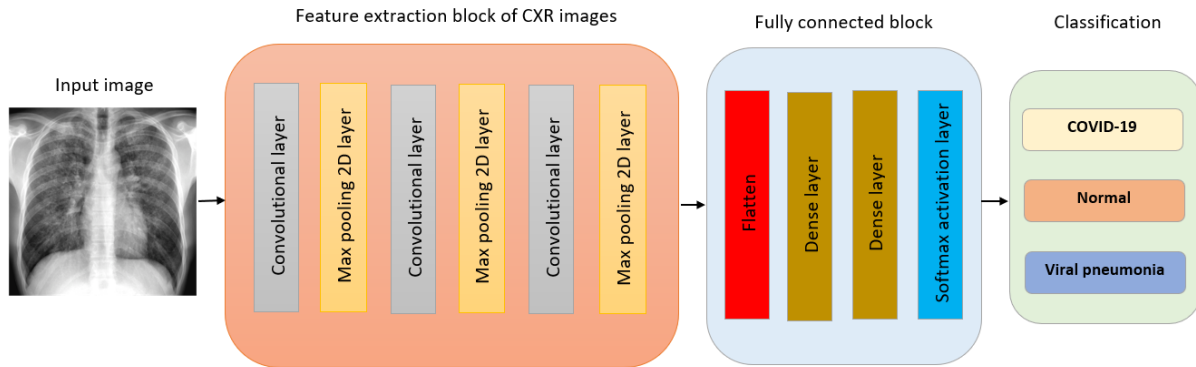 Feature extraction block of CXR images
Fully connected block
Classification
Input image
Convolutional layer
Max pooling 2D layer
Convolutional layer
Max pooling 2D layer
Convolutional layer
Max pooling 2D layer
Flatten
Dense layer
Dense layer
Softmax activation layer
COVID-19
Normal
Viral pneumonia